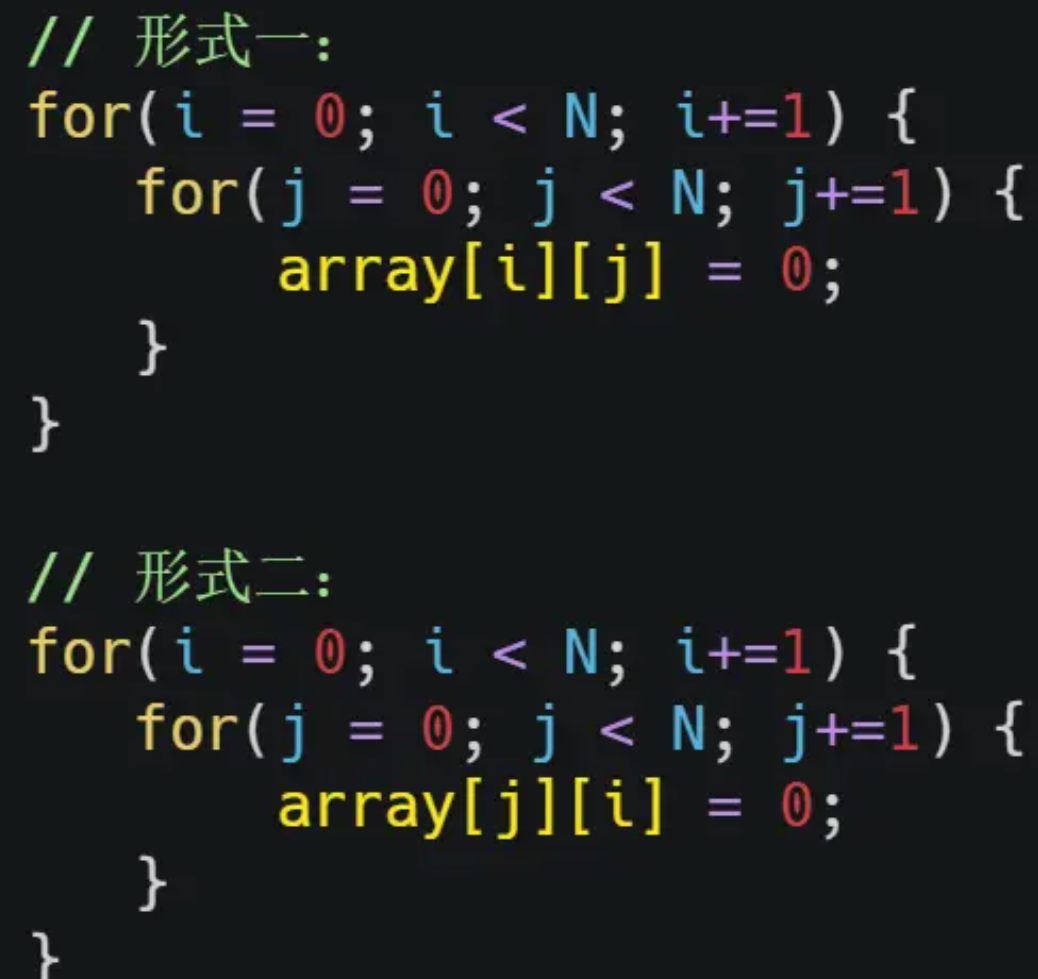 // 形式一：
for(i = 0; i < N; i+=1) {
   for(j = 0; j < N; j+=1) {
       array[i][j] = 0;
   }
}

// 形式二：
for(i = 0; i < N; i+=1) {
   for(j = 0; j < N; j+=1) {
       array[j][i] = 0;
   }
}